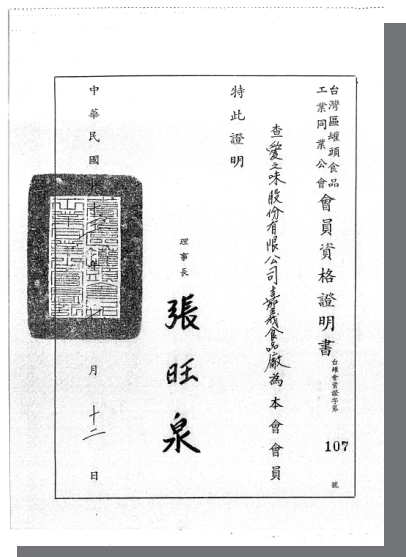 台灣區罐頭食品
工業同業公會
會員資格證明書
台罐會資證字第
107
號
查愛之味股份有限公司嘉義食品廠為本會會員
特此證明
理事長
張旺泉
中華民國
月十二日